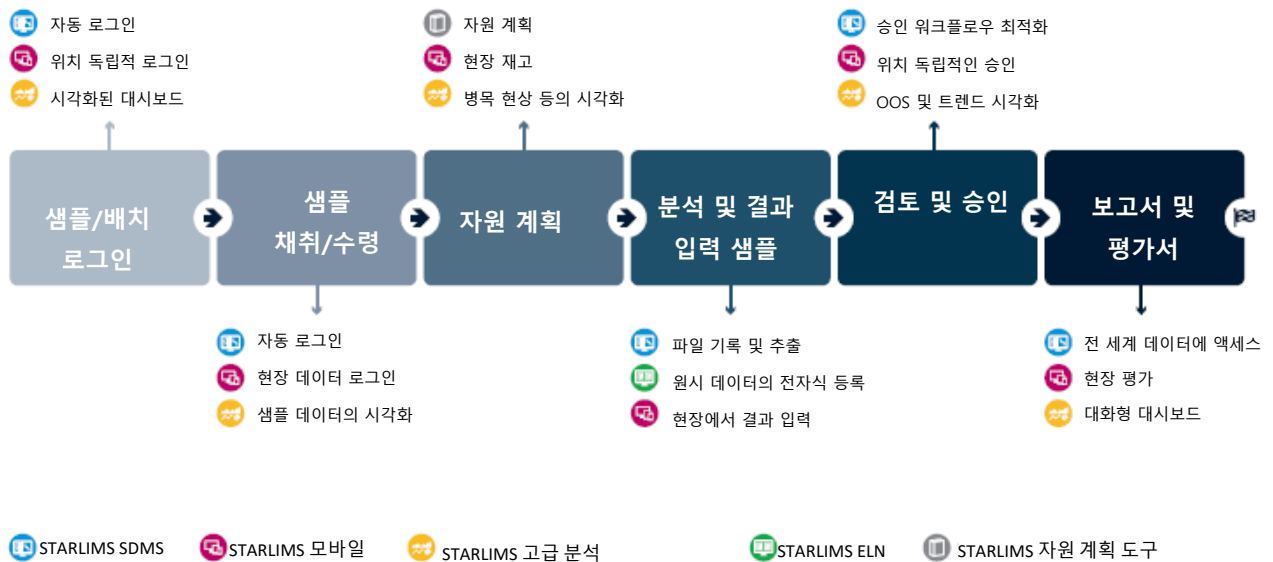 자동 로그인
위치 독립적 로그인
시각화된 대시보드
자원 계획
현장 재고
병목 현상 등의 시각화
승인 워크플로우 최적화
위치 독립적인 승인
OOS 및 트렌드 시각화
샘플/배치
로그인
샘플
채취/수령
자원 계획
분석 및 결과
입력 샘플
검토 및 승인
보고서 및
평가서
자동 로그인
현장 데이터 로그인
샘플 데이터의 시각화
파일 기록 및 추출
원시 데이터의 전자식 등록
현장에서 결과 입력
전 세계 데이터에 액세스
현장 평가
대화형 대시보드
STARLIMS SDMS
STARLIMS 모바일
STARLIMS 고급 분석
STARLIMS ELN
STARLIMS 자원 계획 도구